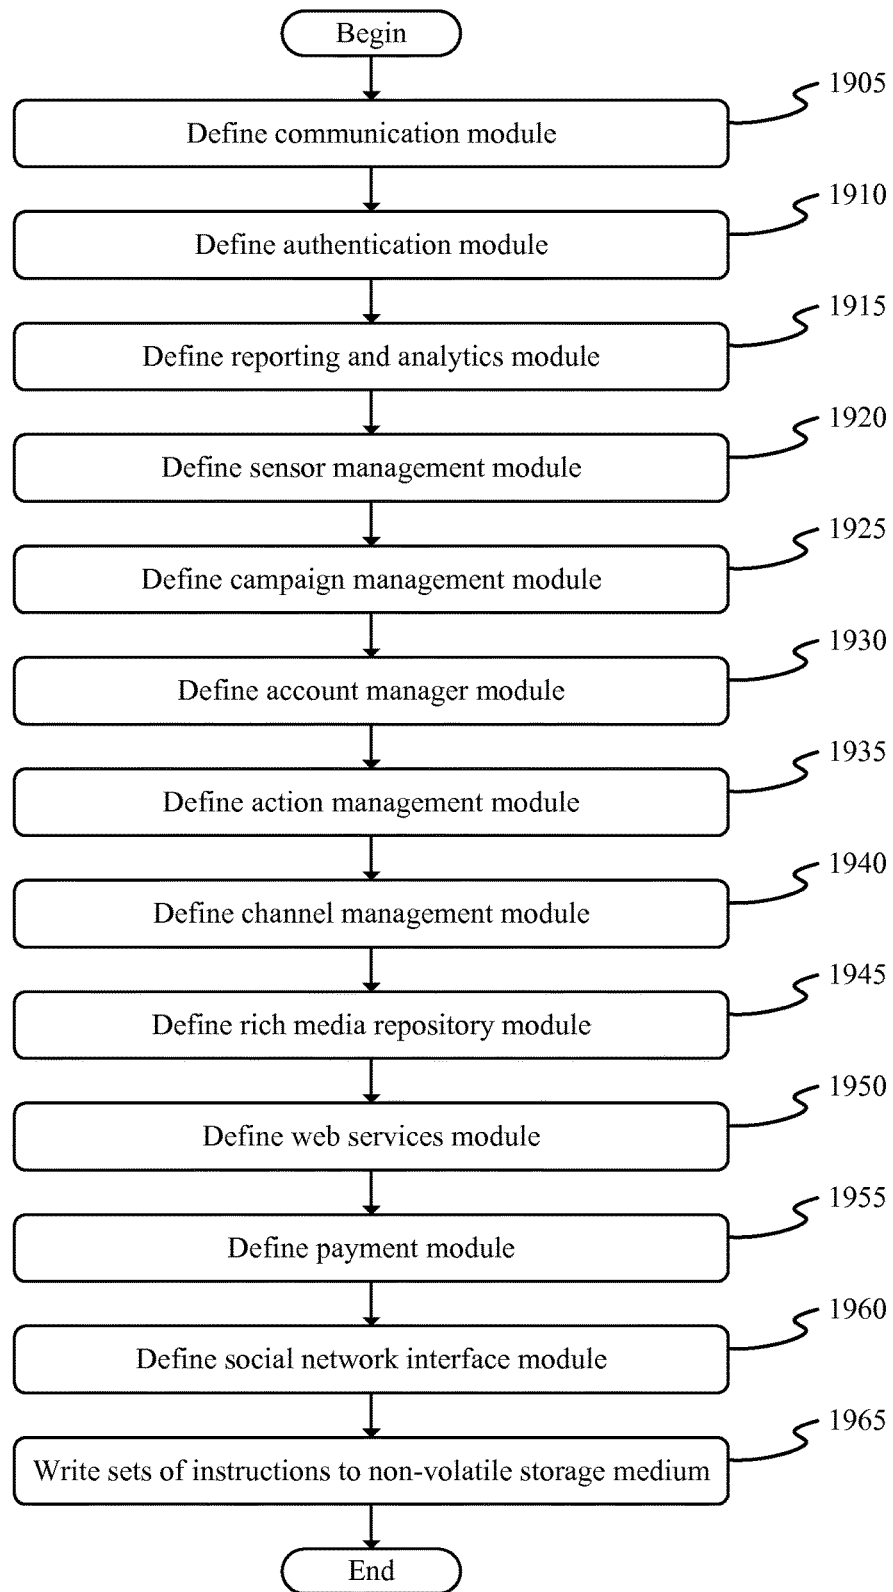 Begin
1905
Define communication module
1910
Define authentication module
1915
Define reporting and analytics module
1920
Define sensor management module
1925
Define campaign management module
1930
Define account manager module
1935
Define action management module
1940
Define channel management module
1945
Define rich media repository module
1950
Define web services module
1955
Define payment module
1960
Define social network interface module
1965
Write sets of instructions to non-volatile storage medium
End